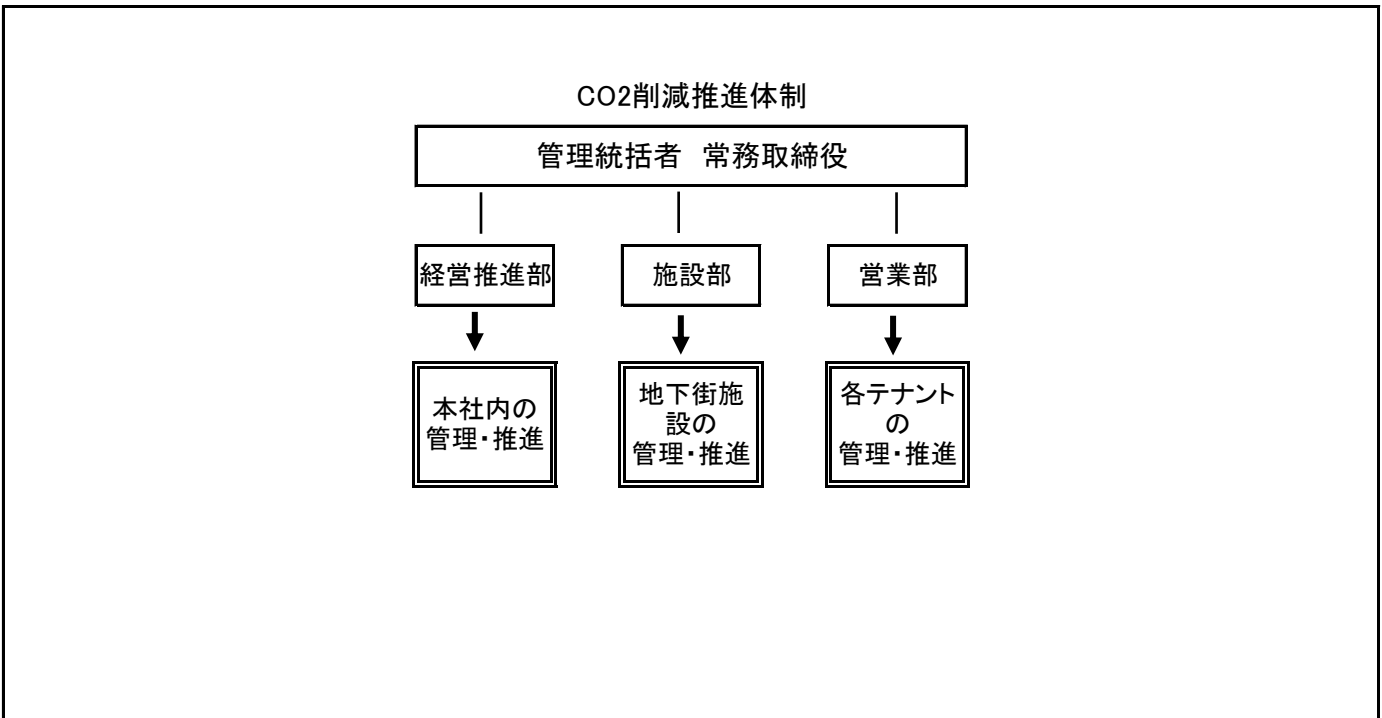 CO2削減推進体制
管理統括者　常務取締役
経営推進部
施設部
営業部
本社内の
管理・推進
地下街施
設の
管理・推進
各テナント
の
管理・推進